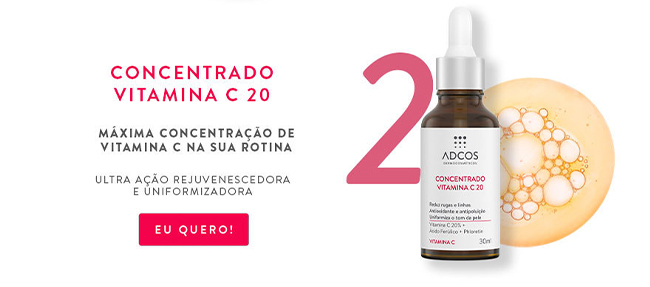 CONCENTRADO
VITAMINA C 20
MÁXIMA CONCENTRAÇÃO DE
VITAMINA C NA SUA ROTINA
ULTRA AÇÃO REJUVENESCEDORA
E UNIFORMIZADORA
EU QUERO!
2
ADCOS
DERMOCOSMÉTICOS
CONCENTRADO
VITAMINA C 20
Reduz rugas e linhas
Antioxidante e antipoluição
Uniformiza o tom da pele
Vitamina C 20% +
Ácido Ferúlico + Phloretin
VITAMINA C
30ml